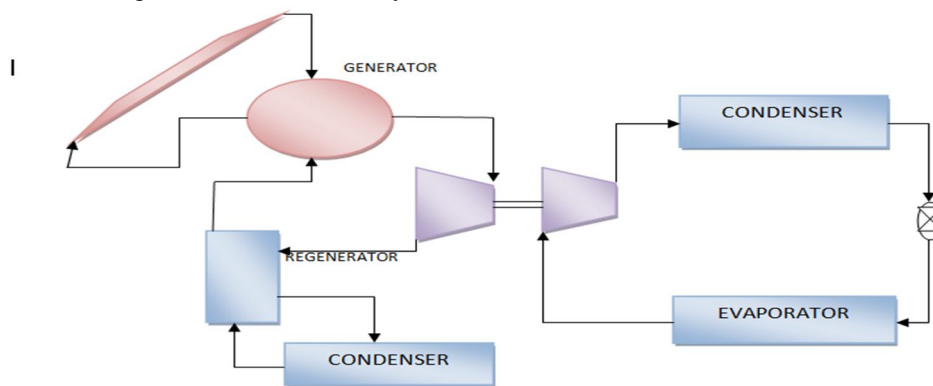 I
GENERATOR
CONDENSER
REGENERATOR
EVAPORATOR
CONDENSER